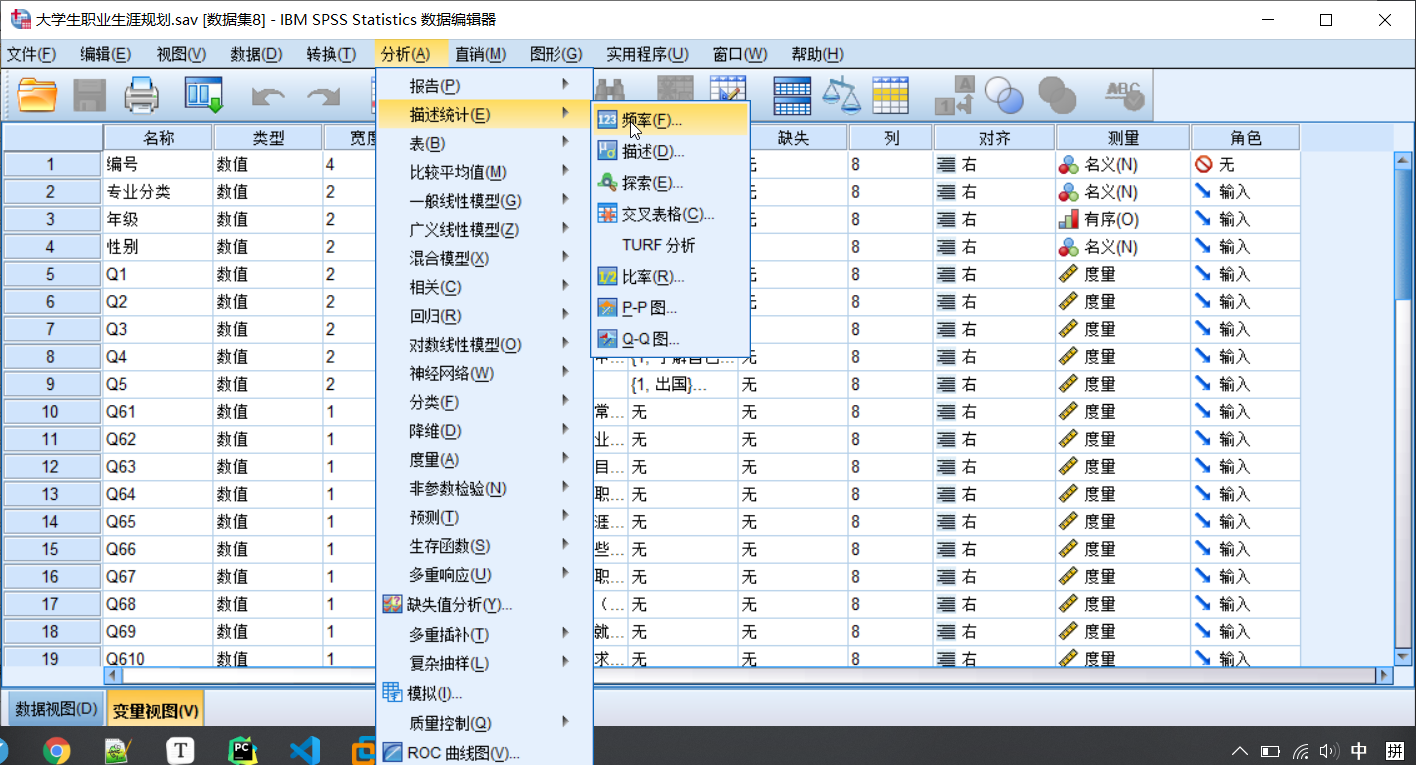 大学生职业生涯规划.sav [数据集8] - IBM SPSS Statistics 数据编辑器
文件(F) 编辑(E) 视图(V) 数据(D) 转换(T) 分析(A) 直销(M) 图形(G) 实用程序(U) 窗口(W) 帮助(H)
报告(P)
描述统计(E)
表(B)
比较平均值(M)
一般线性模型(G)
广义线性模型(Z)
混合模型(X)
相关(C)
回归(R)
对数线性模型(O)
神经网络(W)
分类(F)
降维(D)
度量(A)
非参数检验(N)
预测(T)
生存函数(S)
多重响应(U)
缺失值分析(Y)...
多重插补(T)
复杂抽样(L)
模拟(I)...
质量控制(Q)
ROC 曲线图(V)...
频率(F)...
描述(D)...
探索(E)...
交叉表格(C)...
TURF 分析
比率(R)...
P-P 图...
Q-Q 图...
名称 类型 宽度 缺失 列 对齐 测量 角色
1 编号 数值 4 8 右 名义(N) 无
2 专业分类 数值 2 8 右 名义(N) 输入
3 年级 数值 2 8 右 有序(O) 输入
4 性别 数值 2 8 右 名义(N) 输入
5 Q1 数值 2 8 右 度量 输入
6 Q2 数值 2 8 右 度量 输入
7 Q3 数值 2 8 右 度量 输入
8 Q4 数值 2 {1, 了解自己... 无 8 右 度量 输入
9 Q5 数值 2 {1, 出国}... 无 8 右 度量 输入
10 Q61 数值 1 常... 无 无 8 右 度量 输入
11 Q62 数值 1 业... 无 无 8 右 度量 输入
12 Q63 数值 1 目... 无 无 8 右 度量 输入
13 Q64 数值 1 职... 无 无 8 右 度量 输入
14 Q65 数值 1 涯... 无 无 8 右 度量 输入
15 Q66 数值 1 些... 无 无 8 右 度量 输入
16 Q67 数值 1 职... 无 无 8 右 度量 输入
17 Q68 数值 1 （... 无 无 8 右 度量 输入
18 Q69 数值 1 就... 无 无 8 右 度量 输入
19 Q610 数值 1 求... 无 无 8 右 度量 输入
数据视图(D) 变量视图(V)
中 拼